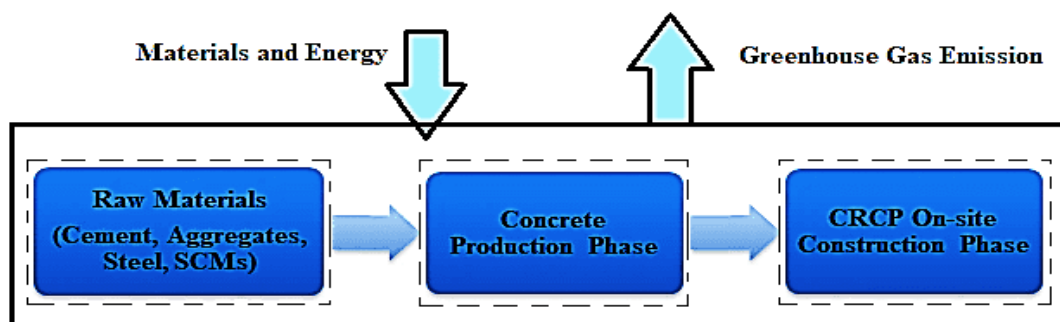 Materials and Energy
Greenhouse Gas Emission
Raw Materials
(Cement, Aggregates,
Steel, SCMs)
Concrete
Production Phase
CRCP On-site
Construction Phase